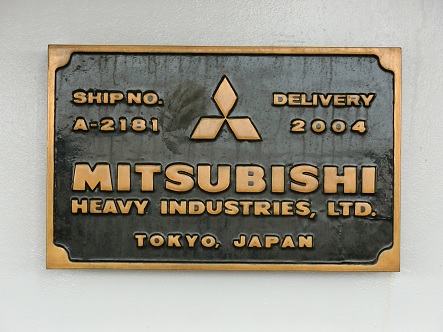 SHIP NO. DELIVERY
A-2181 2004
MITSUBISHI
HEAVY INDUSTRIES, LTD.
TOKYO, JAPAN